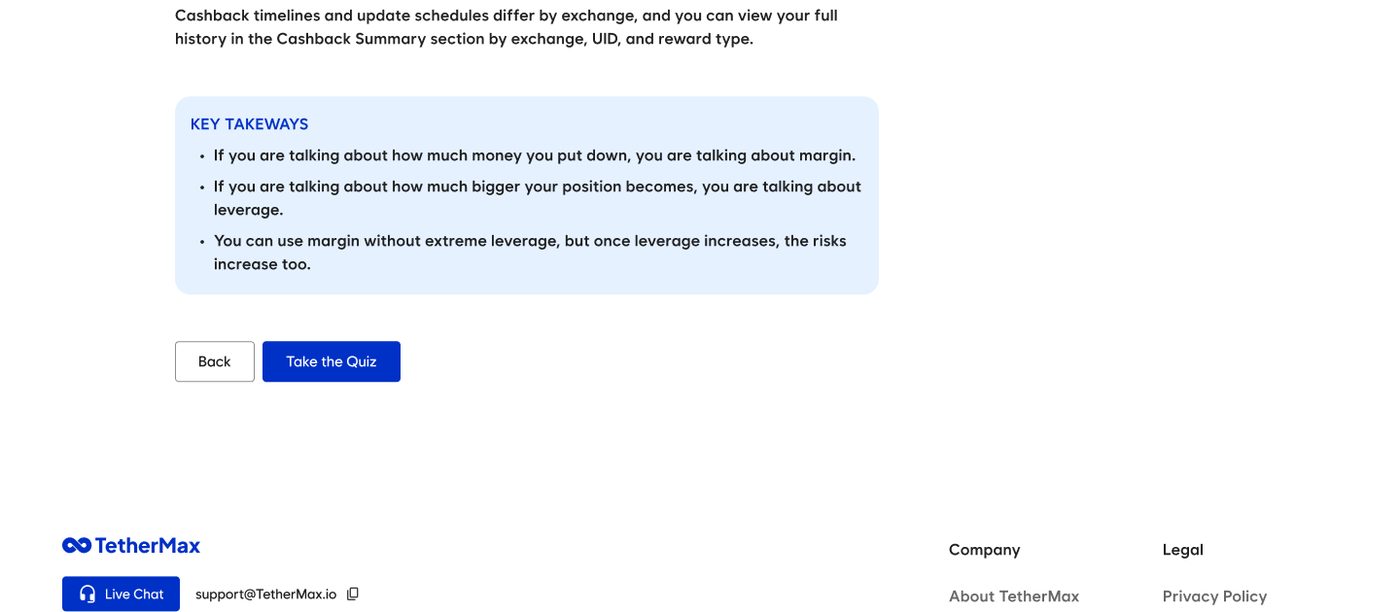 Cashback timelines and update schedules differ by exchange, and you can view your full
history in the Cashback Summary section by exchange, UID, and reward type.
KEY TAKEWAYS
• If you are talking about how much money you put down, you are talking about margin.
• If you are talking about how much bigger your position becomes, you are talking about
leverage.
• You can use margin without extreme leverage, but once leverage increases, the risks
increase too.
Back
Take the Quiz
TetherMax
Live Chat
support@TetherMax.io
Company
Legal
About TetherMax
Privacy Policy